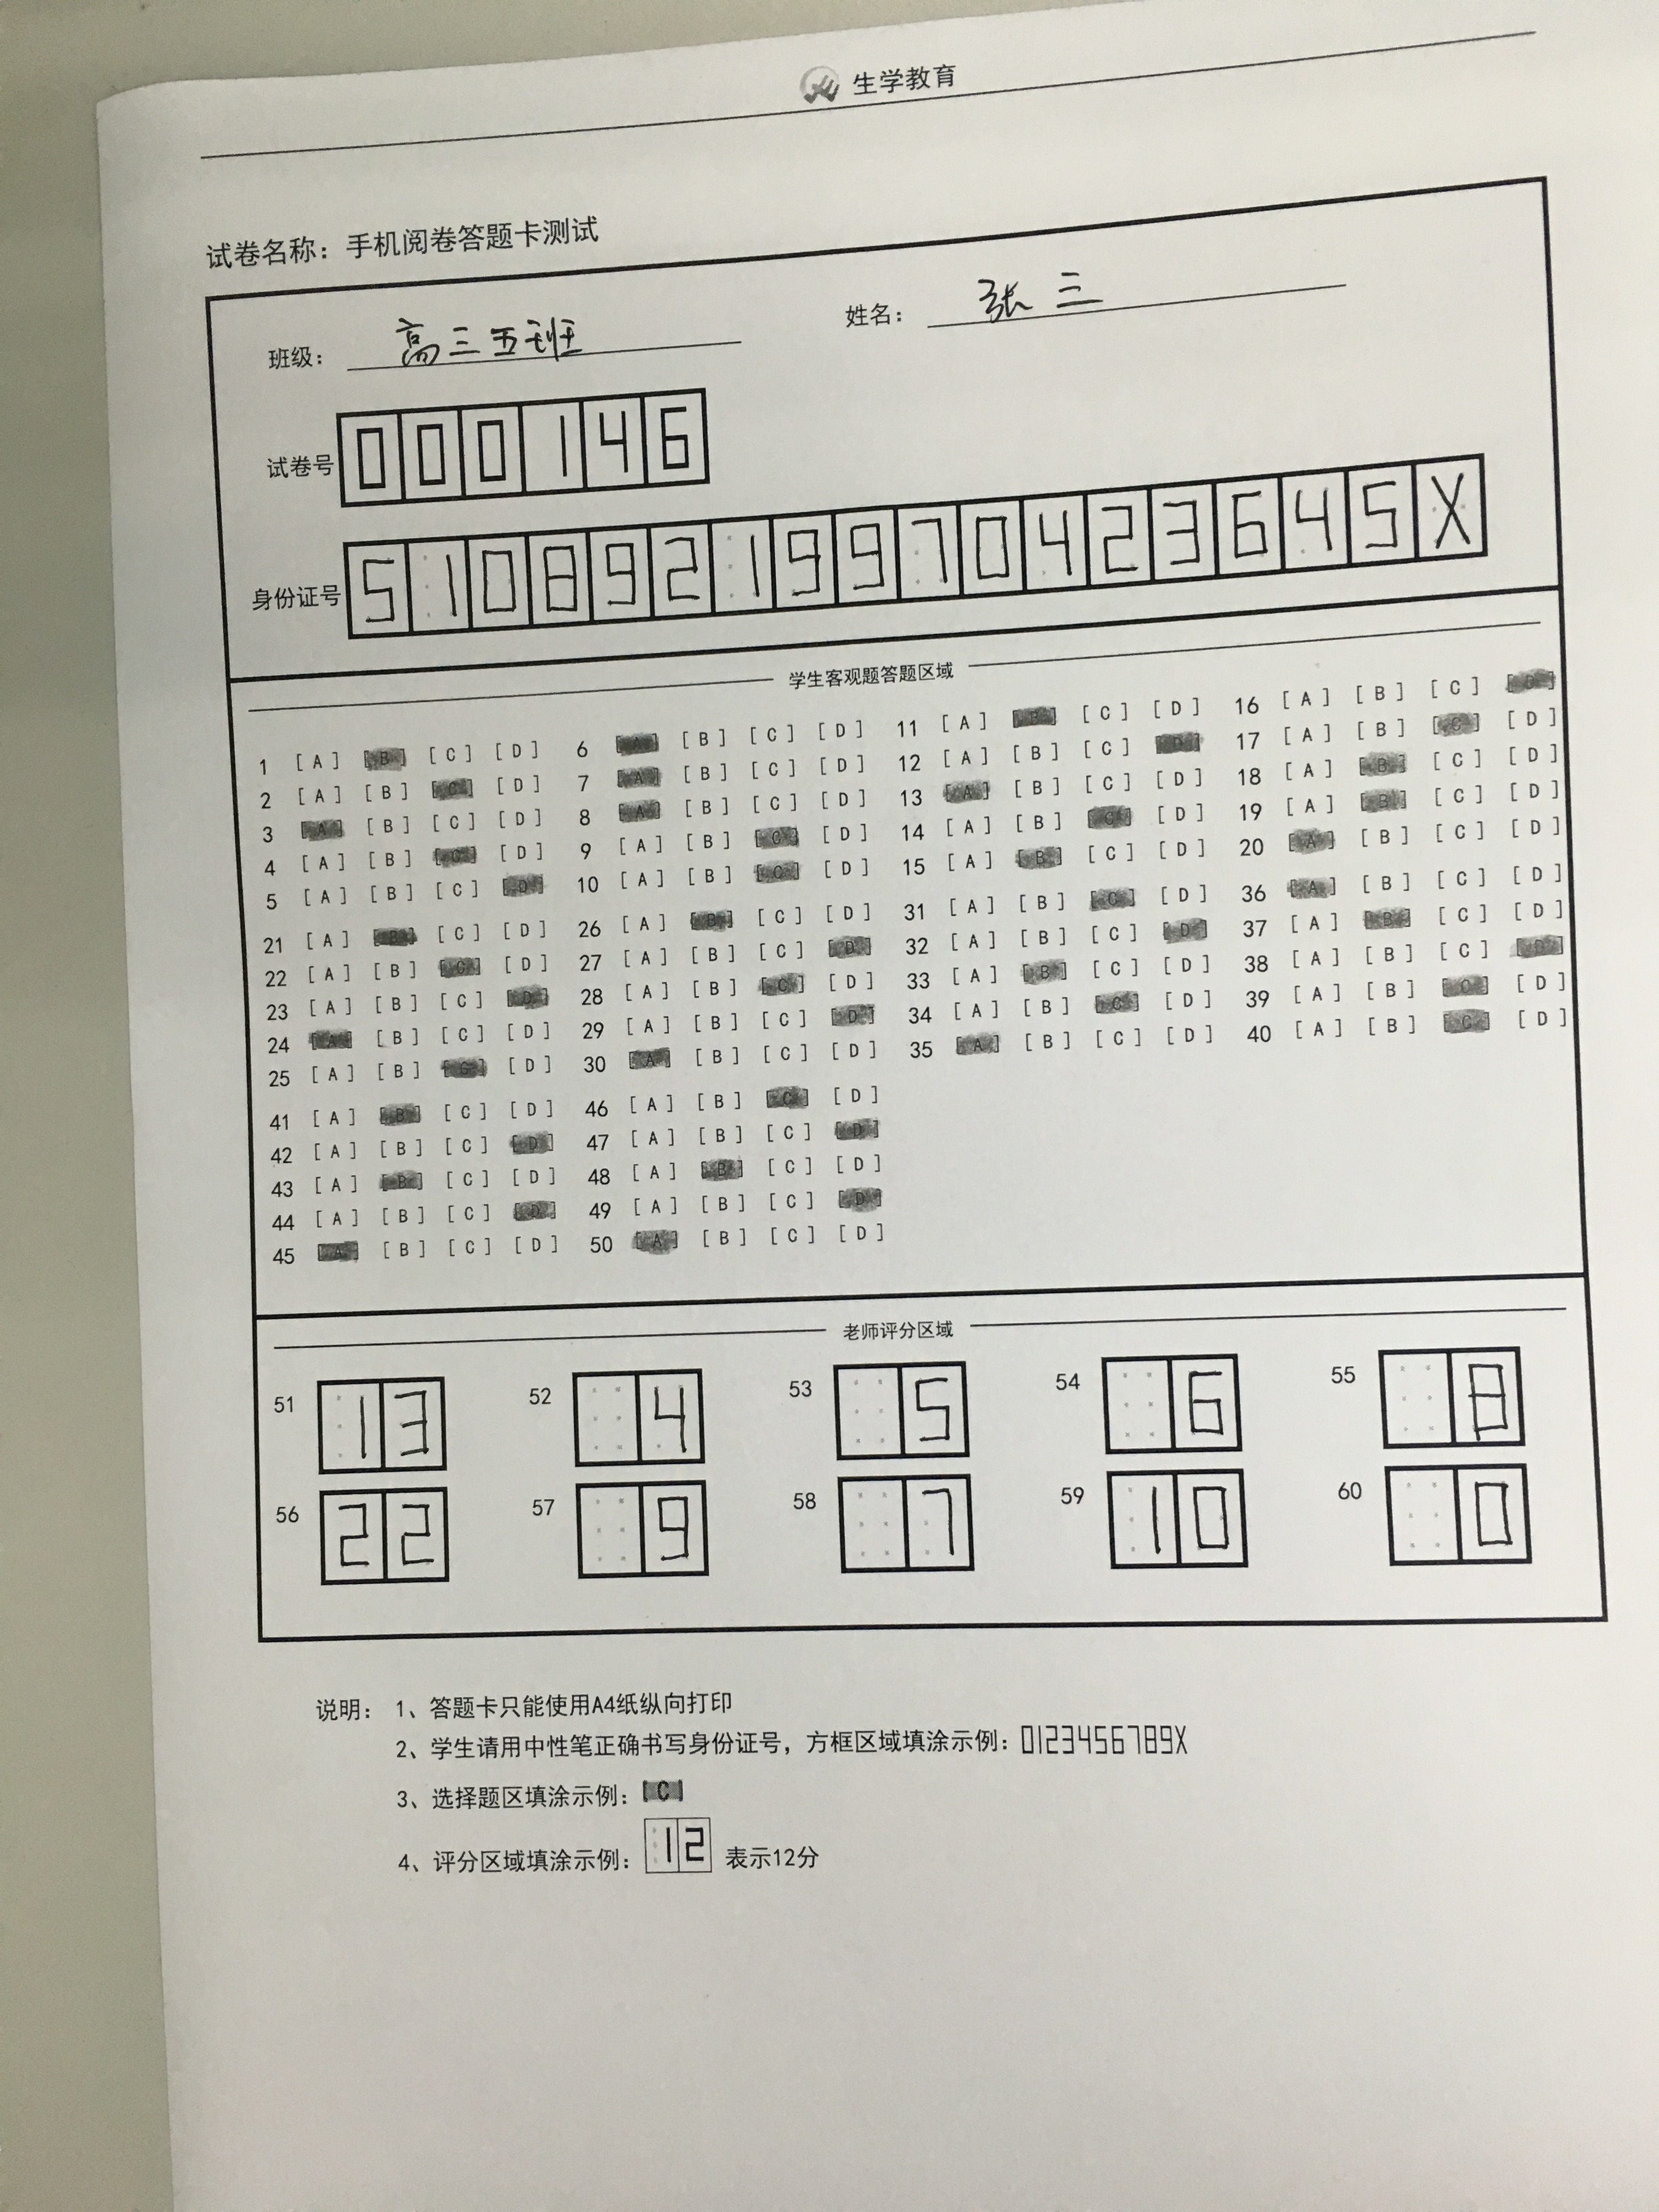 生学教育
试卷名称：手机阅卷答题卡测试
班级：高三五班 姓名：张三
试卷号 000146
身份证号 51089219970423645X
学生客观题答题区域
1 [A] [B] [C] [D] 6 [A] [B] [C] [D] 11 [A] [B] [C] [D] 16 [A] [B] [C] [D]
2 [A] [B] [C] [D] 7 [A] [B] [C] [D] 12 [A] [B] [C] [D] 17 [A] [B] [C] [D]
3 [A] [B] [C] [D] 8 [A] [B] [C] [D] 13 [A] [B] [C] [D] 18 [A] [B] [C] [D]
4 [A] [B] [C] [D] 9 [A] [B] [C] [D] 14 [A] [B] [C] [D] 19 [A] [B] [C] [D]
5 [A] [B] [C] [D] 10 [A] [B] [C] [D] 15 [A] [B] [C] [D] 20 [A] [B] [C] [D]
21 [A] [B] [C] [D] 26 [A] [B] [C] [D] 31 [A] [B] [C] [D] 36 [A] [B] [C] [D]
22 [A] [B] [C] [D] 27 [A] [B] [C] [D] 32 [A] [B] [C] [D] 37 [A] [B] [C] [D]
23 [A] [B] [C] [D] 28 [A] [B] [C] [D] 33 [A] [B] [C] [D] 38 [A] [B] [C] [D]
24 [A] [B] [C] [D] 29 [A] [B] [C] [D] 34 [A] [B] [C] [D] 39 [A] [B] [C] [D]
25 [A] [B] [C] [D] 30 [A] [B] [C] [D] 35 [A] [B] [C] [D] 40 [A] [B] [C] [D]
41 [A] [B] [C] [D] 46 [A] [B] [C] [D]
42 [A] [B] [C] [D] 47 [A] [B] [C] [D]
43 [A] [B] [C] [D] 48 [A] [B] [C] [D]
44 [A] [B] [C] [D] 49 [A] [B] [C] [D]
45 [A] [B] [C] [D] 50 [A] [B] [C] [D]
老师评分区域
51 13 52 4 53 5 54 6 55 8
56 22 57 9 58 7 59 10 60 0
说明： 1、答题卡只能使用A4纸纵向打印
2、学生请用中性笔正确书写身份证号，方框区域填涂示例：0123456789X
3、选择题区填涂示例：[C]
4、评分区域填涂示例：12 表示12分